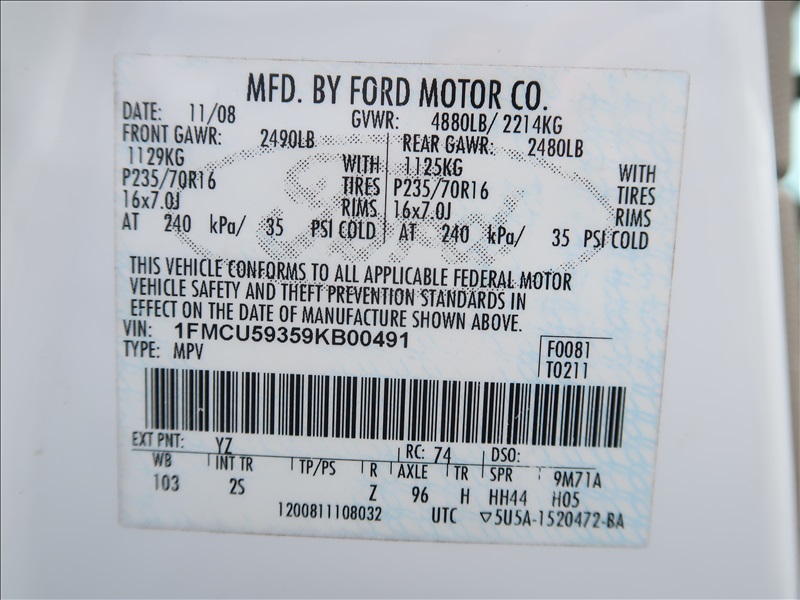 MFD. BY FORD MOTOR CO.
DATE: 11/08 GVWR: 4880LB/ 2214KG
FRONT GAWR: 2490LB REAR GAWR: 2480LB
1129KG WITH 1125KG WITH
P235/70R16 TIRES P235/70R16 TIRES
16x7.0J RIMS 16x7.0J RIMS
AT 240 kPa/ 35 PSI COLD AT 240 kPa/ 35 PSI COLD
THIS VEHICLE CONFORMS TO ALL APPLICABLE FEDERAL MOTOR
VEHICLE SAFETY AND THEFT PREVENTION STANDARDS IN
EFFECT ON THE DATE OF MANUFACTURE SHOWN ABOVE.
VIN: 1FMCU59359KB00491
TYPE: MPV
F0081
T0211
EXT PNT: YZ RC: 74 DSO:
WB INT TR TP/PS R AXLE TR SPR 9M71A
103 2S Z 96 H HH44 H05
1200811108032 UTC ▽5U5A-1520472-BA
Ford